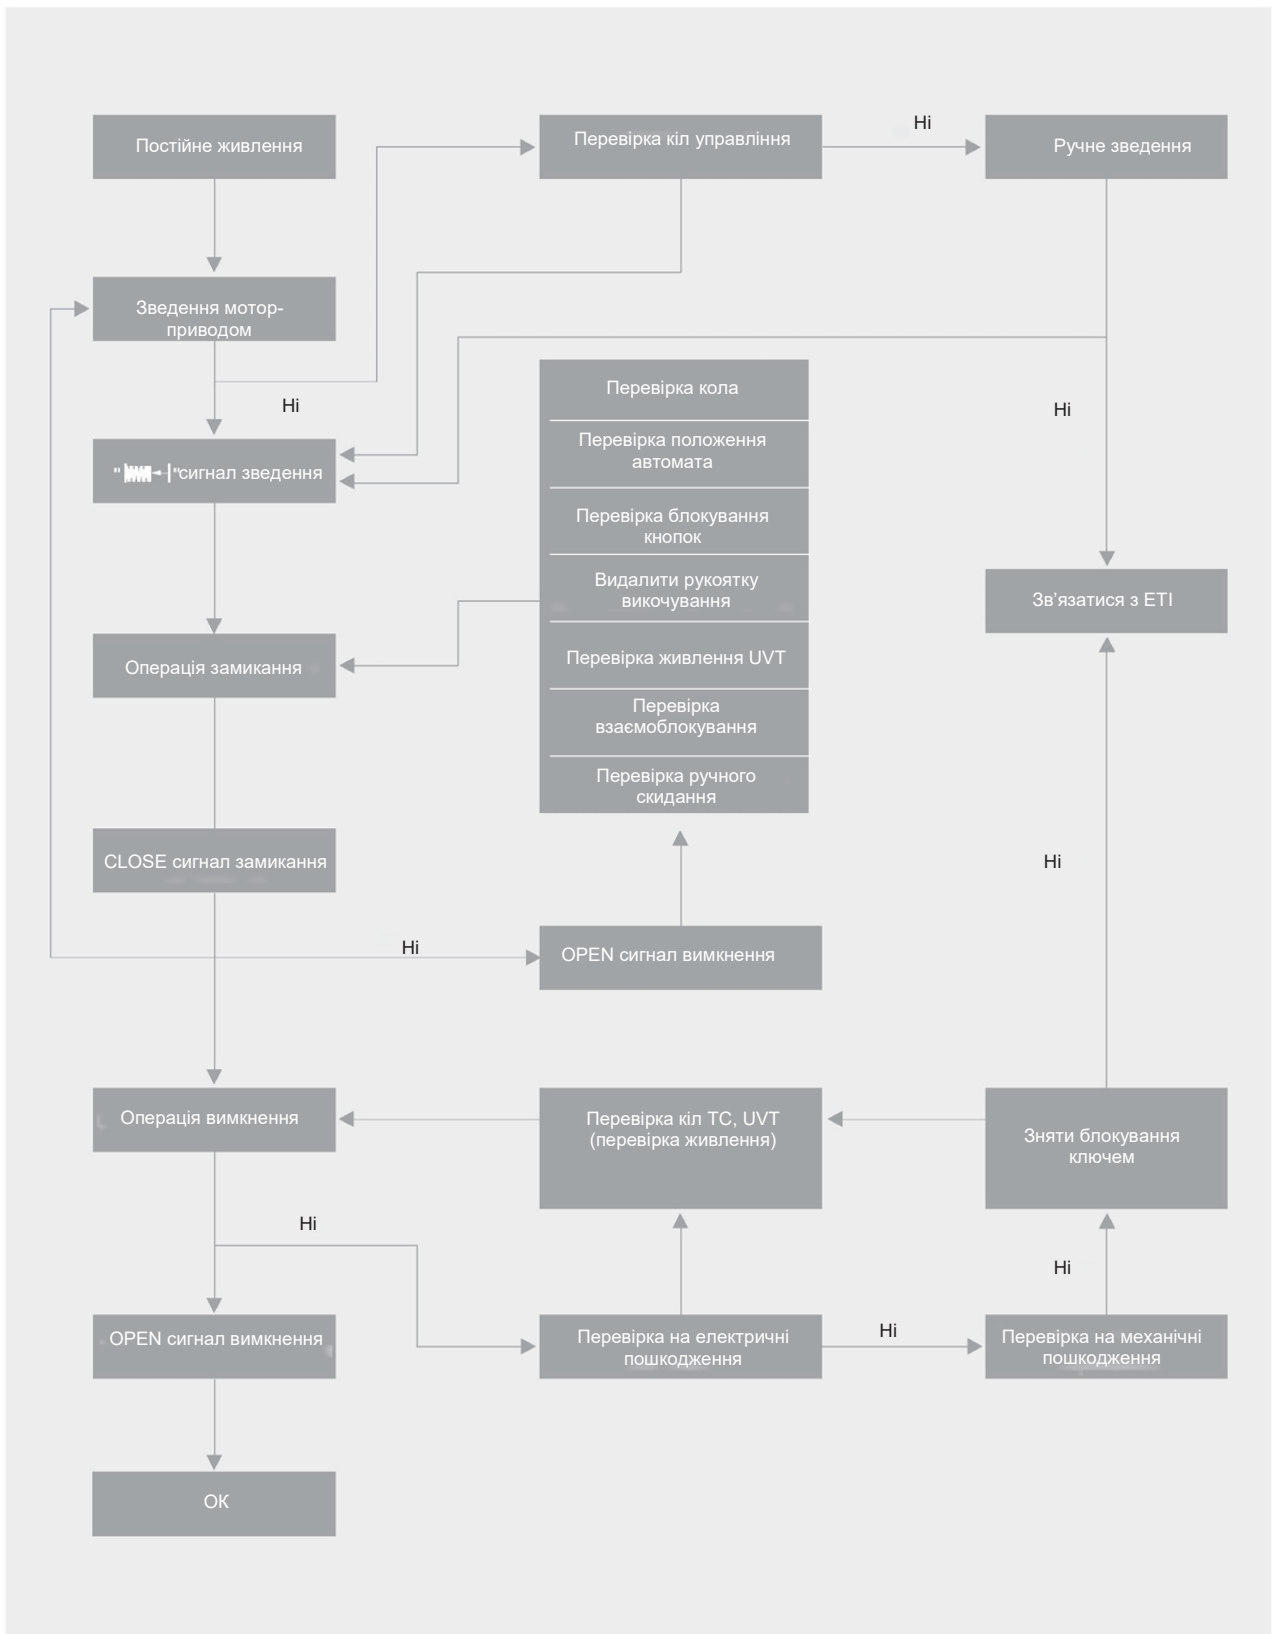 Ні
Постійне живлення
Перевірка кіл управління
Ручне зведення
Зведення мотор-
приводом
Ні
Перевірка кола
Ні
Перевірка положення
автомата
" "сигнал зведення
Перевірка блокування
кнопок
Видалити рукоятку
викочування
Зв’язатися з ETI
Операція замикання
Перевірка живлення UVT
Перевірка
взаємоблокування
Перевірка ручного
скидання
CLOSE сигнал замикання
Ні
Ні
OPEN сигнал вимкнення
Операція вимкнення
Перевірка кіл TC, UVT
(перевірка живлення)
Зняти блокування
ключем
Ні
Ні
OPEN сигнал вимкнення
Перевірка на електричні
пошкодження
Ні
Перевірка на механічні
пошкодження
ОК